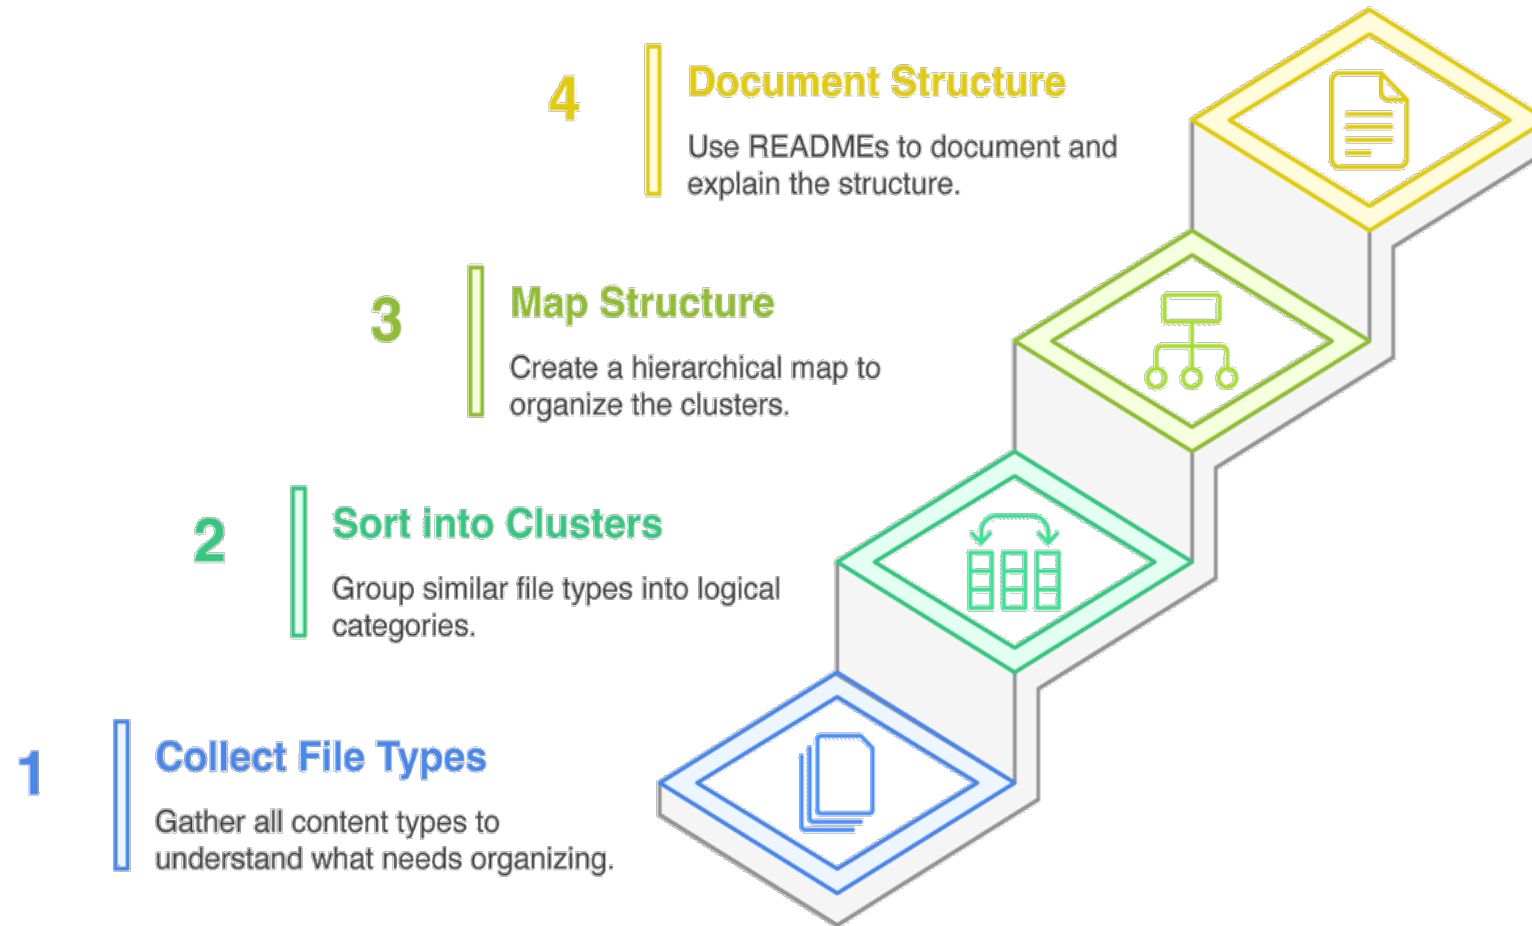 4
Document Structure
Use READMEs to document and
explain the structure.
3
Map Structure
Create a hierarchical map to
organize the clusters.
2
Sort into Clusters
Group similar file types into logical
categories.
1
Collect File Types
Gather all content types to
understand what needs organizing.